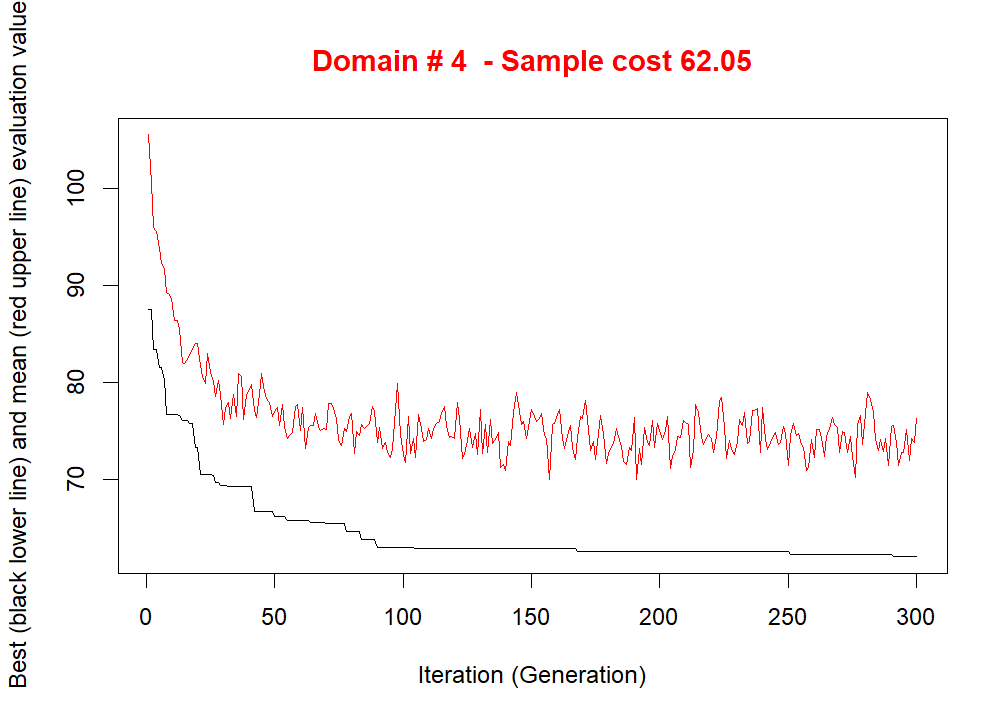 Domain # 4  - Sample cost 62.05
Best (black lower line) and mean (red upper line) evaluation value
100
90
80
70
0 50 100 150 200 250 300
Iteration (Generation)